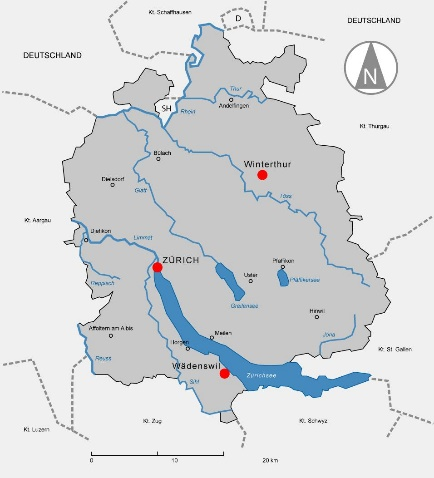 Kt. Schaffhausen
D
DEUTSCHLAND
DEUTSCHLAND
N
SH
Rhein
Thur
Andelfingen
Kt. Thurgau
Bülach
Winterthur
Dielsdorf
Glatt
Töss
Kt. Aargau
Dietikon
Limmat
ZÜRICH
Pfäffikon
Uster
Pfäffikersee
Reppisch
Greifensee
Hinwil
Affoltern am Albis
Meilen
Jona
Horgen
Kt. St. Gallen
Reuss
Wädenswil
Zürichsee
Sihl
Kt. Luzern
Kt. Zug
Kt. Schwyz
0 10 20 km